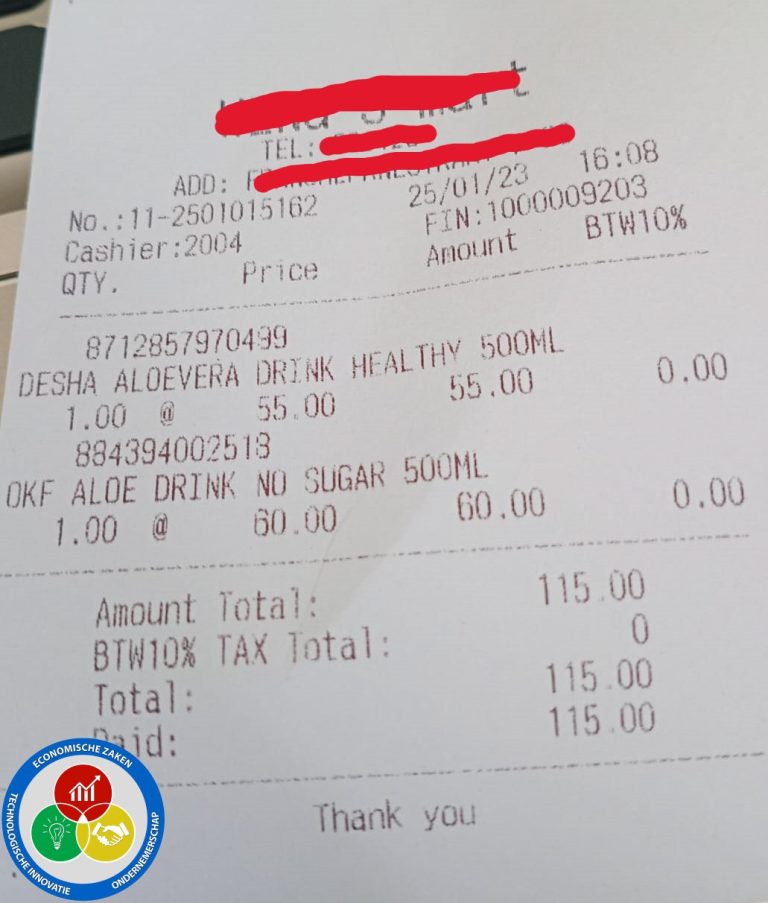 TEL:
ADD:
25/01/23 16:08
No.:11-2501015162 FIN:1000009203
Cashier:2004
QTY. Price Amount BTW10%
8712857970499
DESHA ALOEVERA DRINK HEALTHY 500ML
1.00 @ 55.00 55.00 0.00
884394002513
OKF ALOE DRINK NO SUGAR 500ML
1.00 @ 60.00 60.00 0.00
Amount Total: 115.00
BTW10% TAX Total: 0
Total: 115.00
Paid: 115.00
Thank you
ECONOMISCHE ZAKEN
TECHNOLOGISCHE INNOVATIE
ONDERNEMERSCHAP